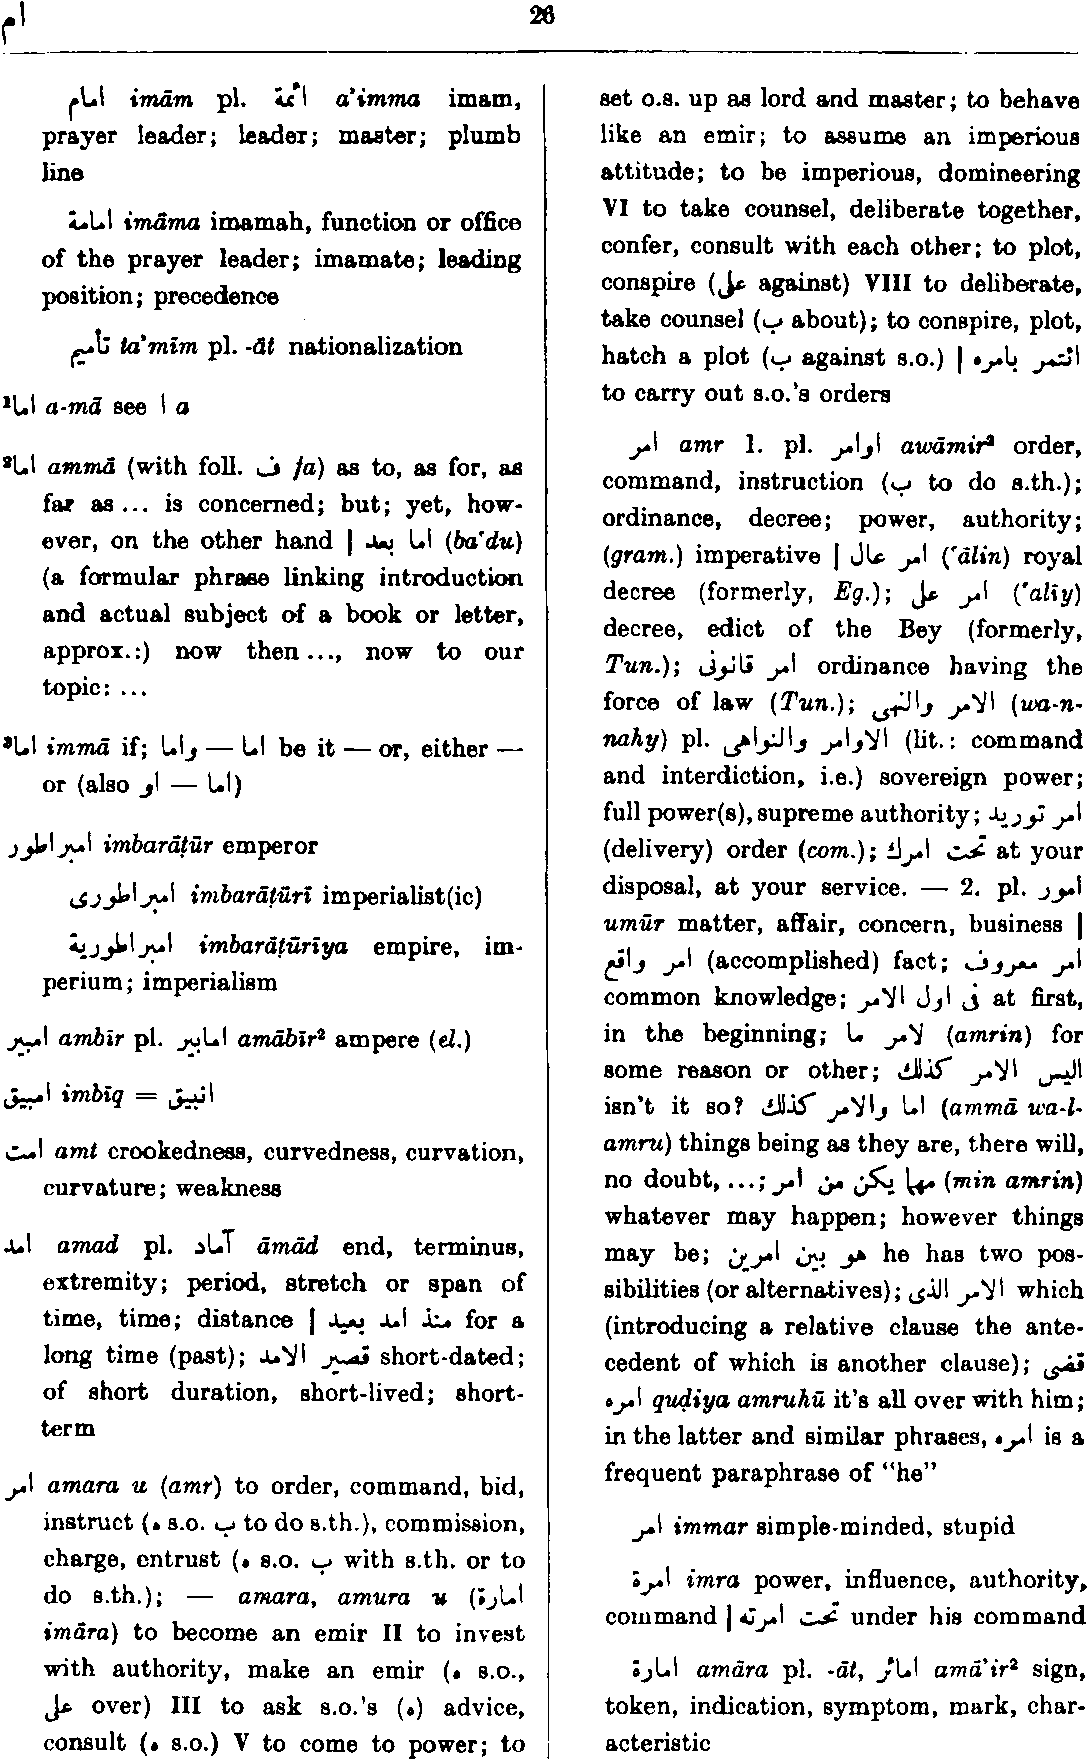 ام
26
امام imām pl. ائمة a'imma imam,
prayer leader; leader; master; plumb
line
امامة imāma imamah, function or office
of the prayer leader; imamate; leading
position; precedence
تأميم ta'mīm pl. -āt nationalization
¹اما a-mā see ا a
²اما ammā (with foll. ف fa) as to, as for, as
far as ... is concerned; but; yet, how-
ever, on the other hand | اما بعد (ba'du)
(a formular phrase linking introduction
and actual subject of a book or letter,
approx.:) now then ..., now to our
topic: ...
³اما immā if; اما — واما be it — or, either —
or (also اما — او)
امبراطور imbarāṭūr emperor
امبراطورى imbarāṭūrī imperialist(ic)
امبراطورية imbarāṭūrīya empire, im-
perium; imperialism
امبير ambīr pl. امابير amābīr² ampere (el.)
امبيق imbīq = انبيق
امت amt crookedness, curvedness, curvation,
curvature; weakness
امد amad pl. آماد āmād end, terminus,
extremity; period, stretch or span of
time, time; distance | منذ امد بعيد for a
long time (past); قصير الامد short-dated;
of short duration, short-lived; short-
term
امر amara u (amr) to order, command, bid,
instruct (ه s.o. ب to do s.th.), commission,
charge, entrust (ه s.o. ب with s.th. or to
do s.th.); — amara, amura u (امارة
imāra) to become an emir II to invest
with authority, make an emir (ه s.o.,
على over) III to ask s.o.'s (ه) advice,
consult (ه s.o.) V to come to power; to
set o.s. up as lord and master; to behave
like an emir; to assume an imperious
attitude; to be imperious, domineering
VI to take counsel, deliberate together,
confer, consult with each other; to plot,
conspire (على against) VIII to deliberate,
take counsel (ب about); to conspire, plot,
hatch a plot (ب against s.o.) | ائتمر بامره
to carry out s.o.'s orders
امر amr 1. pl. اوامر awāmir² order,
command, instruction (ب to do s.th.);
ordinance, decree; power, authority;
(gram.) imperative | امر عال ('ālin) royal
decree (formerly, Eg.); امر على ('alīy)
decree, edict of the Bey (formerly,
Tun.); امر قانونى ordinance having the
force of law (Tun.); الامر والنهى (wa-n-
nahy) pl. الاوامر والنواهى (lit.: command
and interdiction, i.e.) sovereign power;
full power(s), supreme authority; امر توريد
(delivery) order (com.); تحت امرك at your
disposal, at your service. — 2. pl. امور
umūr matter, affair, concern, business |
امر واقع (accomplished) fact; امر معروف
common knowledge; فى اول الامر at first,
in the beginning; لامر ما (amrin) for
some reason or other; اليس الامر كذلك
isn't it so? اما والامر كذلك (ammā wa-l-
amru) things being as they are, there will,
no doubt, ...; مهما يكن من امر (min amrin)
whatever may happen; however things
may be; هو بين امرين he has two pos-
sibilities (or alternatives); الامر الذى which
(introducing a relative clause the ante-
cedent of which is another clause); قضى
امره quḍiya amruhū it's all over with him;
in the latter and similar phrases, امره is a
frequent paraphrase of "he"
امر immar simple-minded, stupid
امرة imra power, influence, authority,
command | تحت امرته under his command
امارة amāra pl. -āt, امائر amā'ir² sign,
token, indication, symptom, mark, char-
acteristic